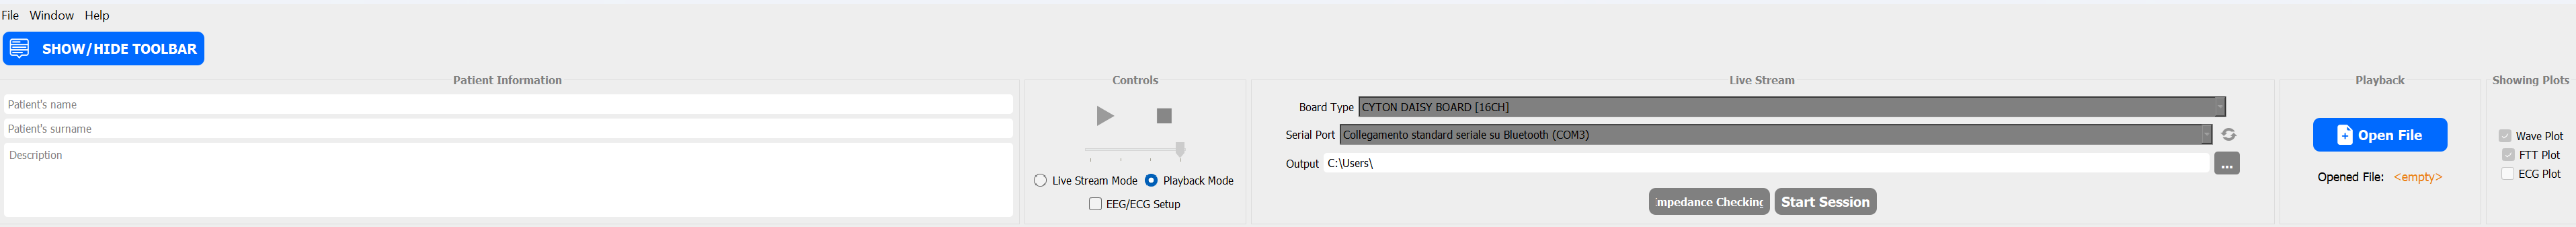 File Window Help
SHOW/HIDE TOOLBAR
Patient Information
Patient's name
Patient's surname
Description
Controls
Live Stream Mode Playback Mode
EEG/ECG Setup
Live Stream
Board Type CYTON DAISY BOARD [16CH]
Serial Port Collegamento standard seriale su Bluetooth (COM3)
Output C:\Users\ ...
Impedance Checking Start Session
Playback
Open File
Opened File: <empty>
Showing Plots
Wave Plot
FTT Plot
ECG Plot